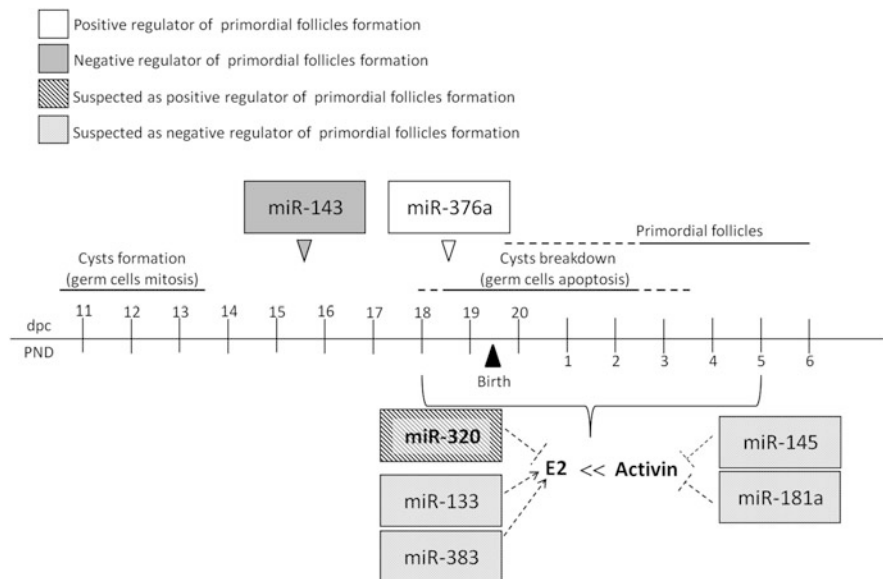 Positive regulator of primordial follicles formation
Negative regulator of primordial follicles formation
Suspected as positive regulator of primordial follicles formation
Suspected as negative regulator of primordial follicles formation
miR-143
miR-376a
Primordial follicles
Cysts formation
(germ cells mitosis)
Cysts breakdown
(germ cells apoptosis)
dpc 11 12 13 14 15 16 17 18 19 20
PND 1 2 3 4 5 6
Birth
miR-320
miR-145
E2 << Activin
miR-133
miR-181a
miR-383